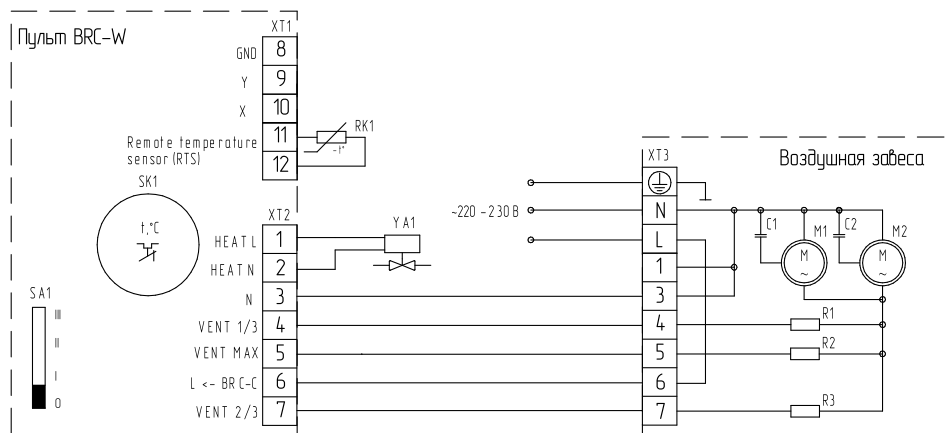 Пульт BRC-W
XT1
GND 8
Y 9
X 10
Remote temperature
sensor (RTS)
11
12
RK1
-t°
SK1
t,°C
XT2
HEAT L 1
HEAT N 2
N 3
VENT 1/3 4
VENT MAX 5
L <- BRC-C 6
VENT 2/3 7
YA1
SA1
III
II
I
0
~220 - 230 В
XT3
Воздушная завеса
N
L
1
3
4
5
6
7
C1
M1
M
~
C2
M2
M
~
R1
R2
R3